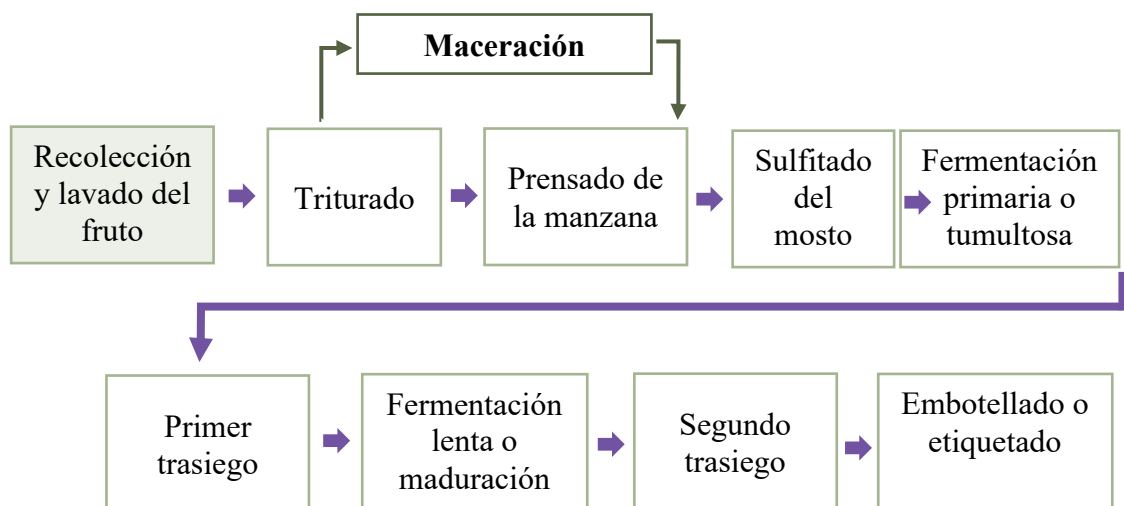 Maceración
Recolección
y lavado del
fruto
Triturado
Prensado de
la manzana
Sulfitado
del
mosto
Fermentación
primaria o
tumultosa
Primer
trasiego
Fermentación
lenta o
maduración
Segundo
trasiego
Embotellado o
etiquetado